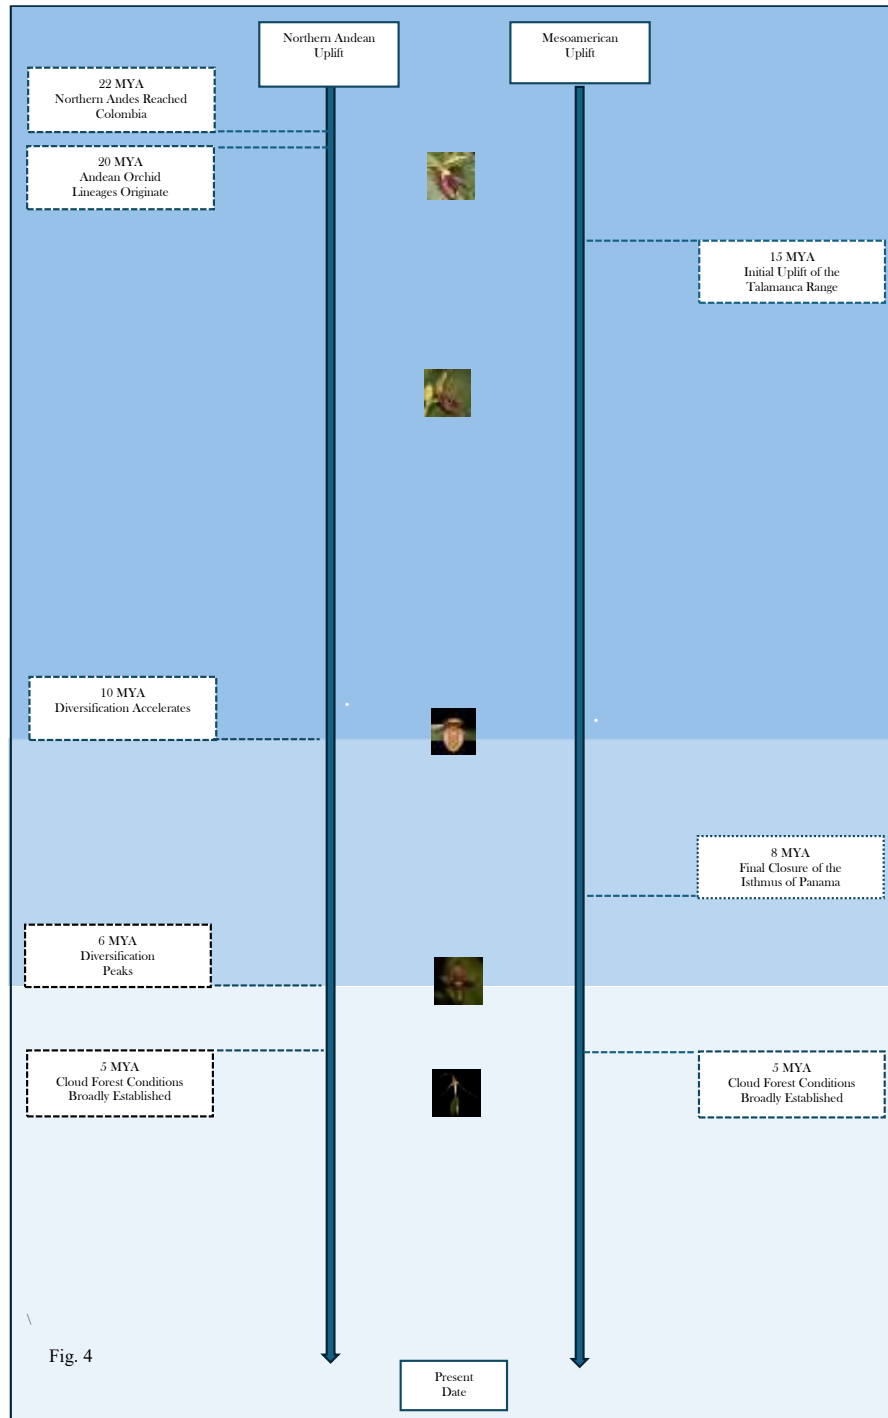 Northern Andean
Uplift
Mesoamerican
Uplift
22 MYA
Northern Andes Reached
Colombia
20 MYA
Andean Orchid
Lineages Originate
15 MYA
Initial Uplift of the
Talamanca Range
10 MYA
Diversification Accelerates
8 MYA
Final Closure of the
Isthmus of Panama
6 MYA
Diversification
Peaks
5 MYA
Cloud Forest Conditions
Broadly Established
5 MYA
Cloud Forest Conditions
Broadly Established
\
Fig. 4
Present
Date